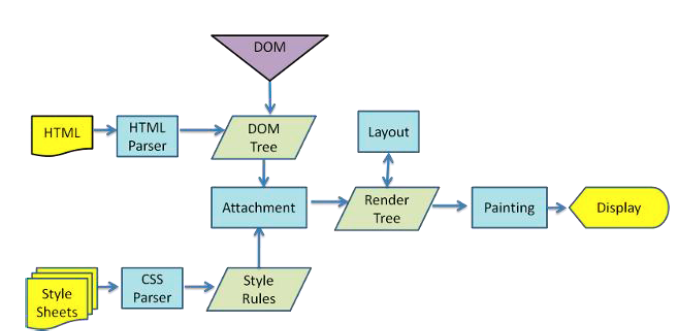 DOM
HTML
HTML
Parser
DOM
Tree
Layout
Attachment
Render
Tree
Painting
Display
Style
Sheets
CSS
Parser
Style
Rules